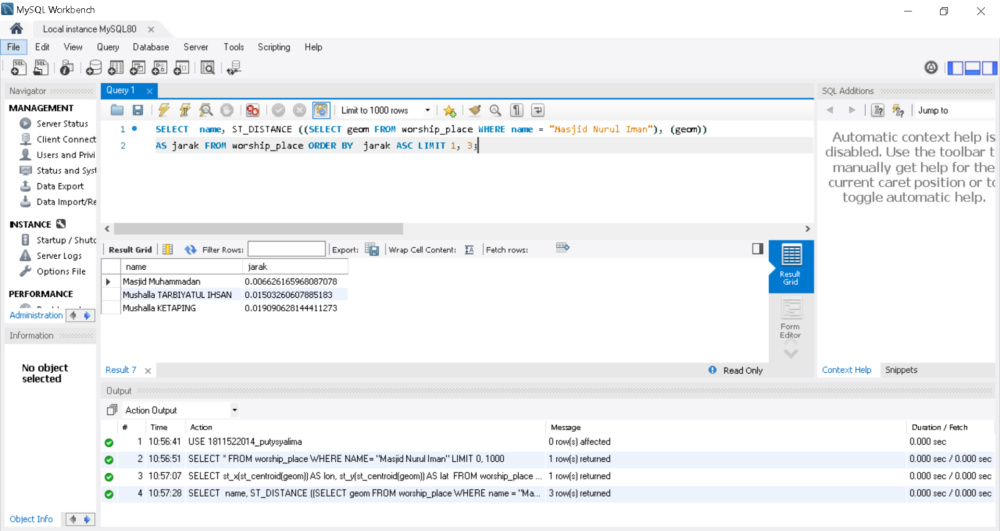 MySQL Workbench
Local instance MySQL80
File Edit View Query Database Server Tools Scripting Help
Navigator
MANAGEMENT
Server Status
Client Connect
Users and Privi
Status and Syst
Data Export
Data Import/Re
INSTANCE
Startup / Shutd
Server Logs
Options File
PERFORMANCE
Administration
Information
No object
selected
Object Info
Query 1
Limit to 1000 rows
1 SELECT name, ST_DISTANCE ((SELECT geom FROM worship_place WHERE name = "Masjid Nurul Iman"), (geom))
2 AS jarak FROM worship_place ORDER BY jarak ASC LIMIT 1, 3;
Result Grid Filter Rows: Export: Wrap Cell Content: Fetch rows:
name jarak
Masjid Muhammadan 0.006626165968087078
Mushalla TARBIYATUL IHSAN 0.01503260607885183
Mushalla KETAPING 0.019090628144411273
Result
Grid
Form
Editor
Result 7
Read Only
SQL Additions
Jump to
Automatic context help is
disabled. Use the toolbar t
manually get help for the
current caret position or to
toggle automatic help.
Context Help Snippets
Output
Action Output
# Time Action Message Duration / Fetch
1 10:56:41 USE 1811522014_putysyalima 0 row(s) affected 0.000 sec
2 10:56:51 SELECT * FROM worship_place WHERE NAME= "Masjid Nurul Iman" LIMIT 0, 1000 1 row(s) returned 0.000 sec / 0.000 sec
3 10:57:07 SELECT st_x(st_centroid(geom)) AS lon, st_y(st_centroid(geom)) AS lat FROM worship_place ... 1 row(s) returned 0.000 sec / 0.000 sec
4 10:57:28 SELECT name, ST_DISTANCE ((SELECT geom FROM worship_place WHERE name = "Ma... 3 row(s) returned 0.000 sec / 0.000 sec